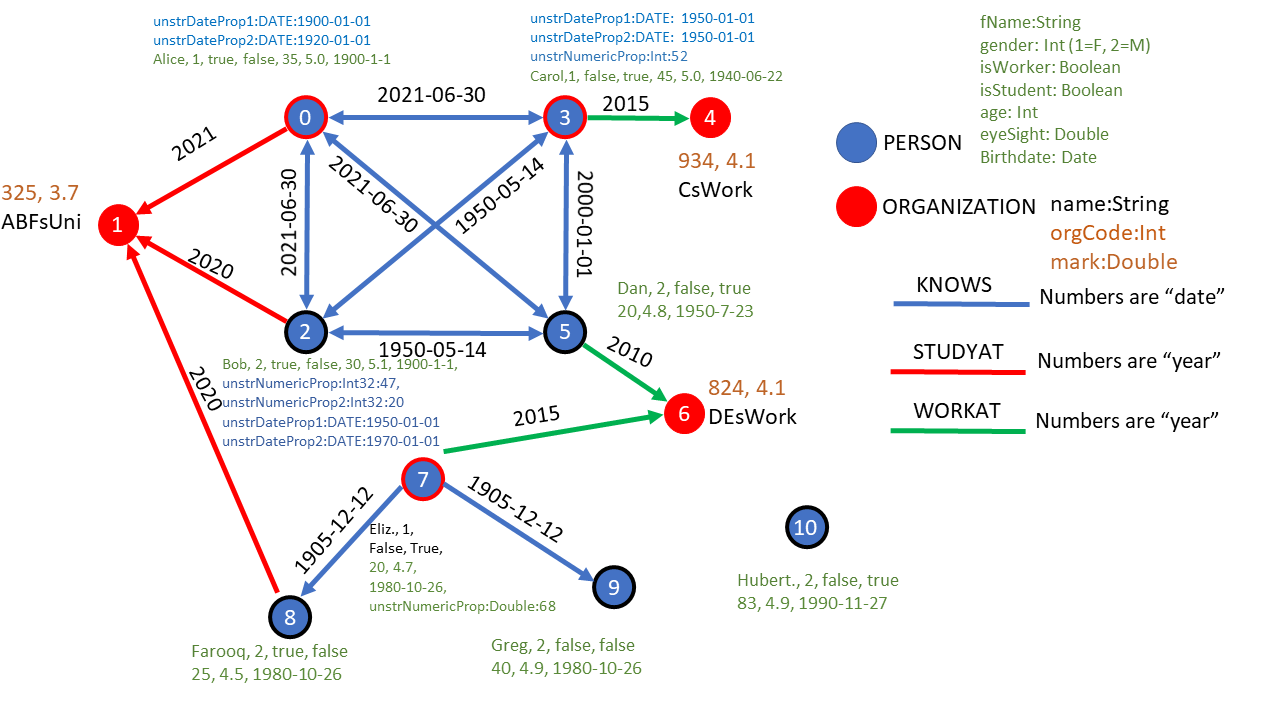 unstrDateProp1:DATE:1900-01-01
unstrDateProp2:DATE:1920-01-01
Alice, 1, true, false, 35, 5.0, 1900-1-1
unstrDateProp1:DATE: 1950-01-01
unstrDateProp2:DATE: 1950-01-01
unstrNumericProp:Int:52
Carol,1, false, true, 45, 5.0, 1940-06-22
fName:String
gender: Int (1=F, 2=M)
isWorker: Boolean
isStudent: Boolean
age: Int
eyeSight: Double
Birthdate: Date
2021-06-30
2015
0
3
4
PERSON
2021
2021-06-30
2021-06-30
1950-05-14
2000-01-01
934, 4.1
CsWork
325, 3.7
ABFsUni
1
ORGANIZATION
name:String
orgCode:Int
mark:Double
2020
KNOWS
Numbers are “date”
Dan, 2, false, true
20,4.8, 1950-7-23
2
5
1950-05-14
2010
STUDYAT
Numbers are “year”
Bob, 2, true, false, 30, 5.1, 1900-1-1,
unstrNumericProp:Int32:47,
unstrNumericProp2:Int32:20
unstrDateProp1:DATE:1950-01-01
unstrDateProp2:DATE:1970-01-01
2020
824, 4.1
DEsWork
6
2015
WORKAT
Numbers are “year”
7
1905-12-12
1905-12-12
Eliz., 1,
False, True,
20, 4.7,
1980-10-26,
unstrNumericProp:Double:68
10
Hubert., 2, false, true
83, 4.9, 1990-11-27
9
8
Greg, 2, false, false
40, 4.9, 1980-10-26
Farooq, 2, true, false
25, 4.5, 1980-10-26